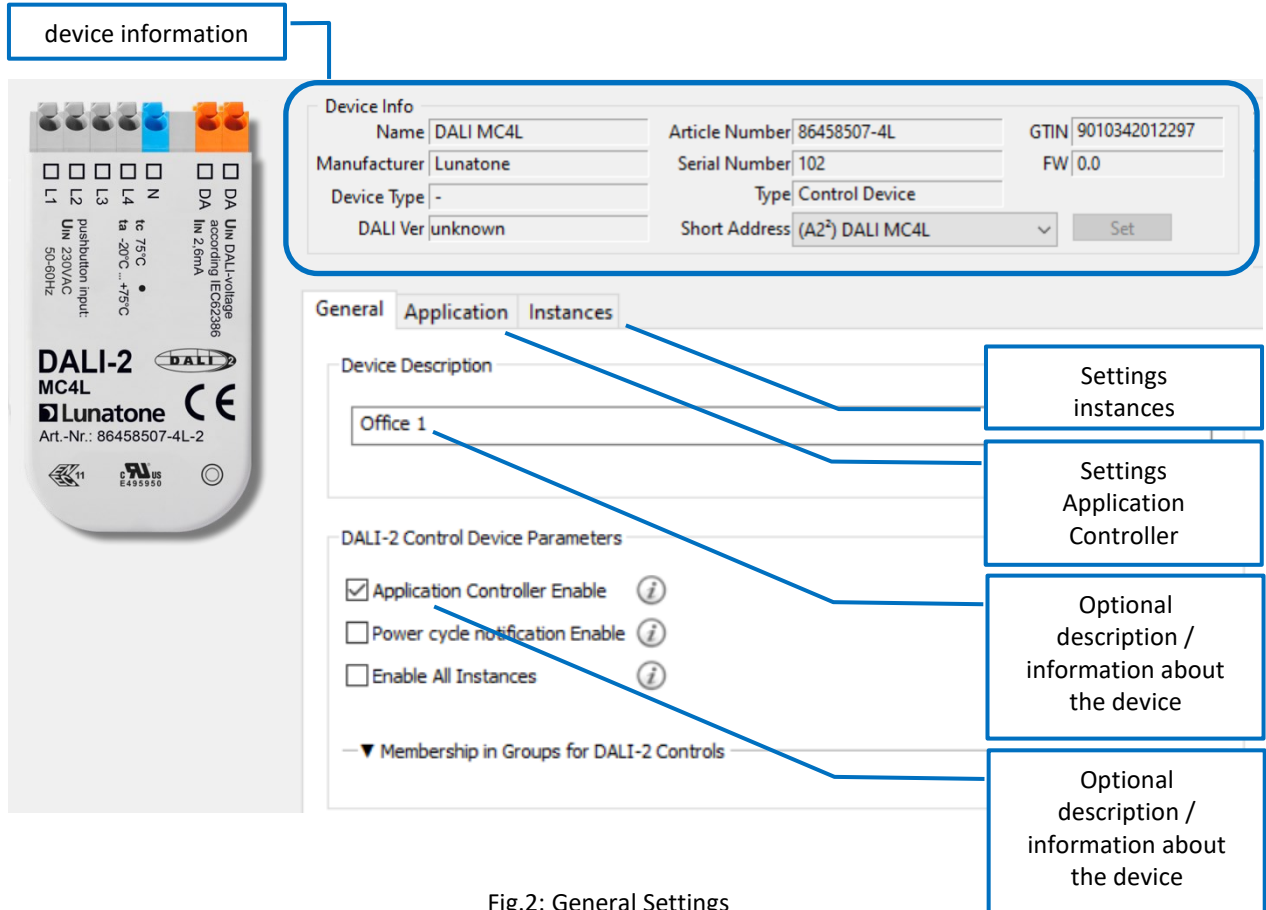 device information
Device Info
Name DALI MC4L Article Number 86458507-4L GTIN 9010342012297
Manufacturer Lunatone Serial Number 102 FW 0.0
Device Type - Type Control Device
DALI Ver unknown Short Address (A2²) DALI MC4L Set
L1 L2 L3 L4 N DA DA
pushbutton input:
UIN 230VAC
50-60Hz
tc 75°C
ta -20°C ... +75°C
UIN DALI-voltage
according IEC62386
IIN 2,6mA
DALI-2 DALI 2
MC4L
Lunatone CE
Art.-Nr.: 86458507-4L-2
11 c RU US
E495950
General Application Instances
Device Description
Office 1
DALI-2 Control Device Parameters
Application Controller Enable i
Power cycle notification Enable i
Enable All Instances i
▼ Membership in Groups for DALI-2 Controls
Settings
instances
Settings
Application
Controller
Optional
description /
information about
the device
Optional
description /
information about
the device
Fig.2: General Settings